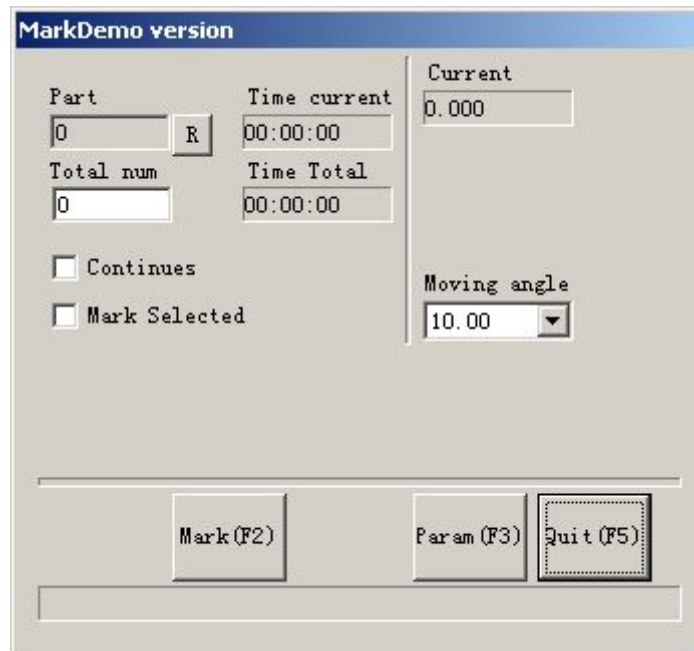 MarkDemo version
Part
Time current
0
R
00:00:00
Total num
Time Total
0
00:00:00
Continues
Mark Selected
Current
0.000
Moving angle
10.00
Mark(F2)
Param(F3)
Quit(F5)